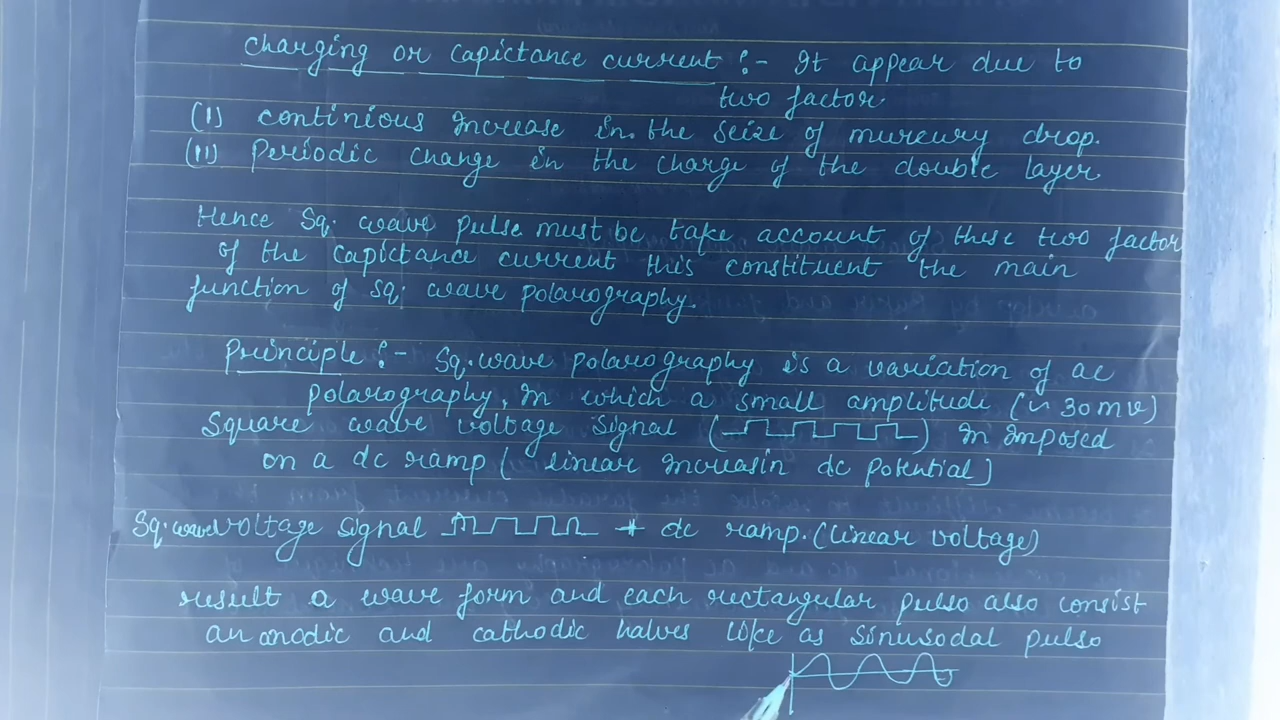 Charging or capictance current :- It appear due to
two factor.
(I) continious increase in the seize of mureury drop.
(II) Periodic change in the charge of the double layer
Hence Sq. wave pulse must be take account of these two factor
of the capictance current this constituent the main
function of sq. wave polarography.
Principle :- Sq. wave polarography is a variation of ac
polarography, In which a small amplitude (~ 30 mv)
Square wave voltage signal ( ) In imposed
on a dc ramp ( linear increasin dc potential)
Sq. wave voltage signal + dc ramp. (linear voltage)
result a wave form and each rectangular pulso also consist
an anodic and cathodic halves like as sinusodal pulso